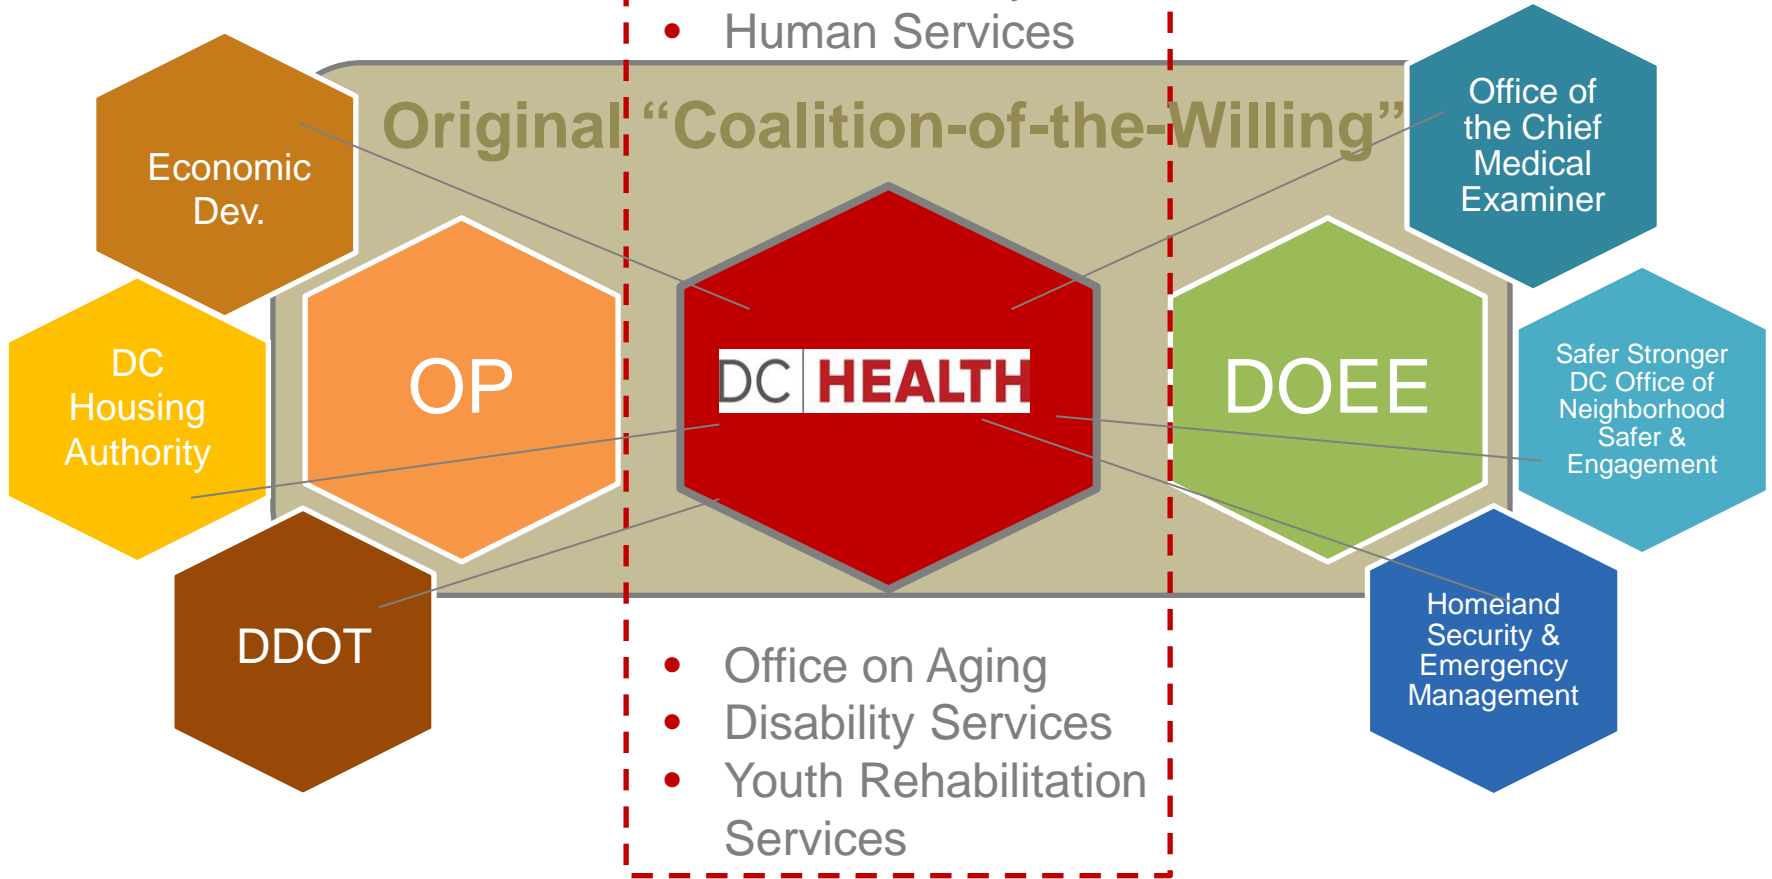 • Human Services
Original “Coalition-of-the-Willing”
Economic
Dev.
Office of
the Chief
Medical
Examiner
DC
Housing
Authority
OP
DC HEALTH
DOEE
Safer Stronger
DC Office of
Neighborhood
Safer &
Engagement
DDOT
Homeland
Security &
Emergency
Management
• Office on Aging
• Disability Services
• Youth Rehabilitation
Services